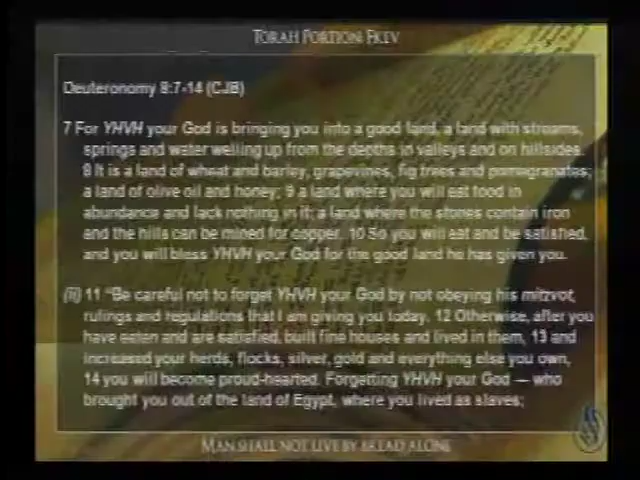 TORAH PORTION: EKEV
Deuteronomy 8:7-14 (CJB)
7 For YHVH your God is bringing you into a good land, a land with streams,
springs and water welling up from the depths in valleys and on hillsides.
8 It is a land of wheat and barley, grapevines, fig trees and pomegranates;
a land of olive oil and honey; 9 a land where you will eat food in
abundance and lack nothing in it; a land where the stones contain iron
and the hills can be mined for copper. 10 So you will eat and be satisfied,
and you will bless YHVH your God for the good land he has given you.
(ii) 11 "Be careful not to forget YHVH your God by not obeying his mitzvot,
rulings and regulations that I am giving you today. 12 Otherwise, after you
have eaten and are satisfied, built fine houses and lived in them, 13 and
increased your herds, flocks, silver, gold and everything else you own,
14 you will become proud-hearted. Forgetting YHVH your God — who
brought you out of the land of Egypt, where you lived as slaves;
MAN SHALL NOT LIVE BY BREAD ALONE